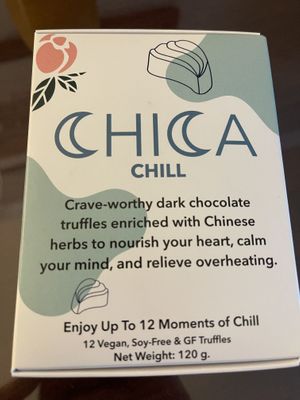 CHICA
CHILL
Crave-worthy dark chocolate
truffles enriched with Chinese
herbs to nourish your heart, calm
your mind, and relieve overheating.
Enjoy Up To 12 Moments of Chill
12 Vegan, Soy-Free & GF Truffles
Net Weight: 120 g.